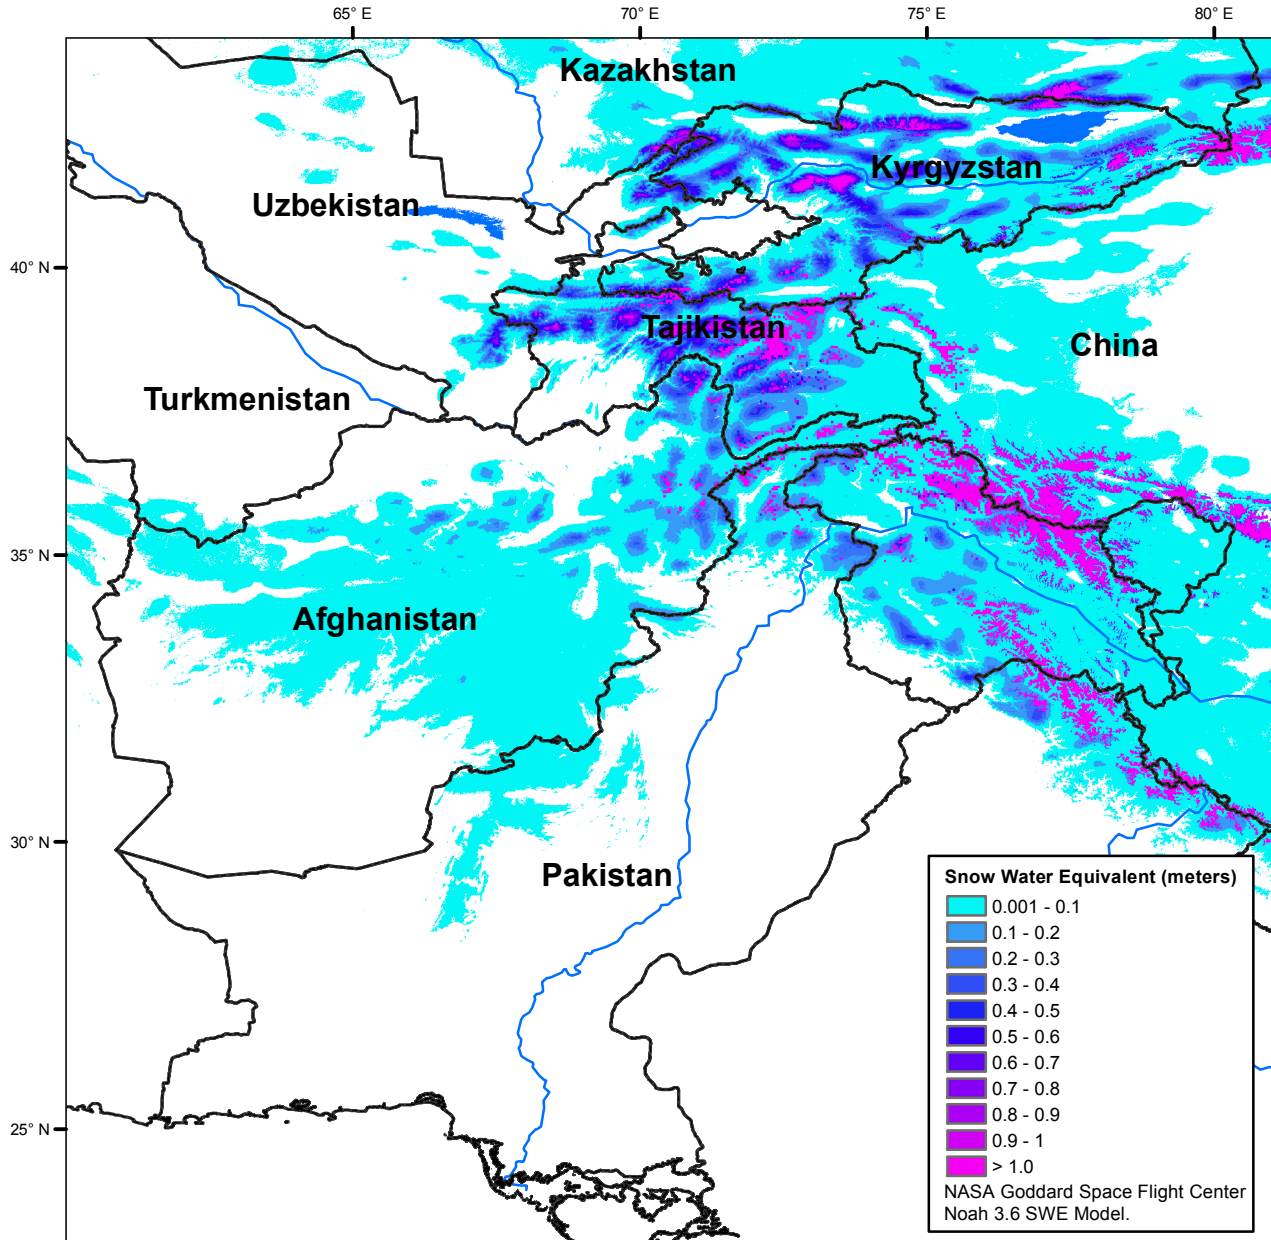 65° E
70° E
75° E
80° E
Kazakhstan
Kyrgyzstan
Uzbekistan
40° N
Tajikistan
China
Turkmenistan
35° N
Afghanistan
30° N
Pakistan
25° N
Snow Water Equivalent (meters)
0.001 - 0.1
0.1 - 0.2
0.2 - 0.3
0.3 - 0.4
0.4 - 0.5
0.5 - 0.6
0.6 - 0.7
0.7 - 0.8
0.8 - 0.9
0.9 - 1
> 1.0
NASA Goddard Space Flight Center
Noah 3.6 SWE Model.